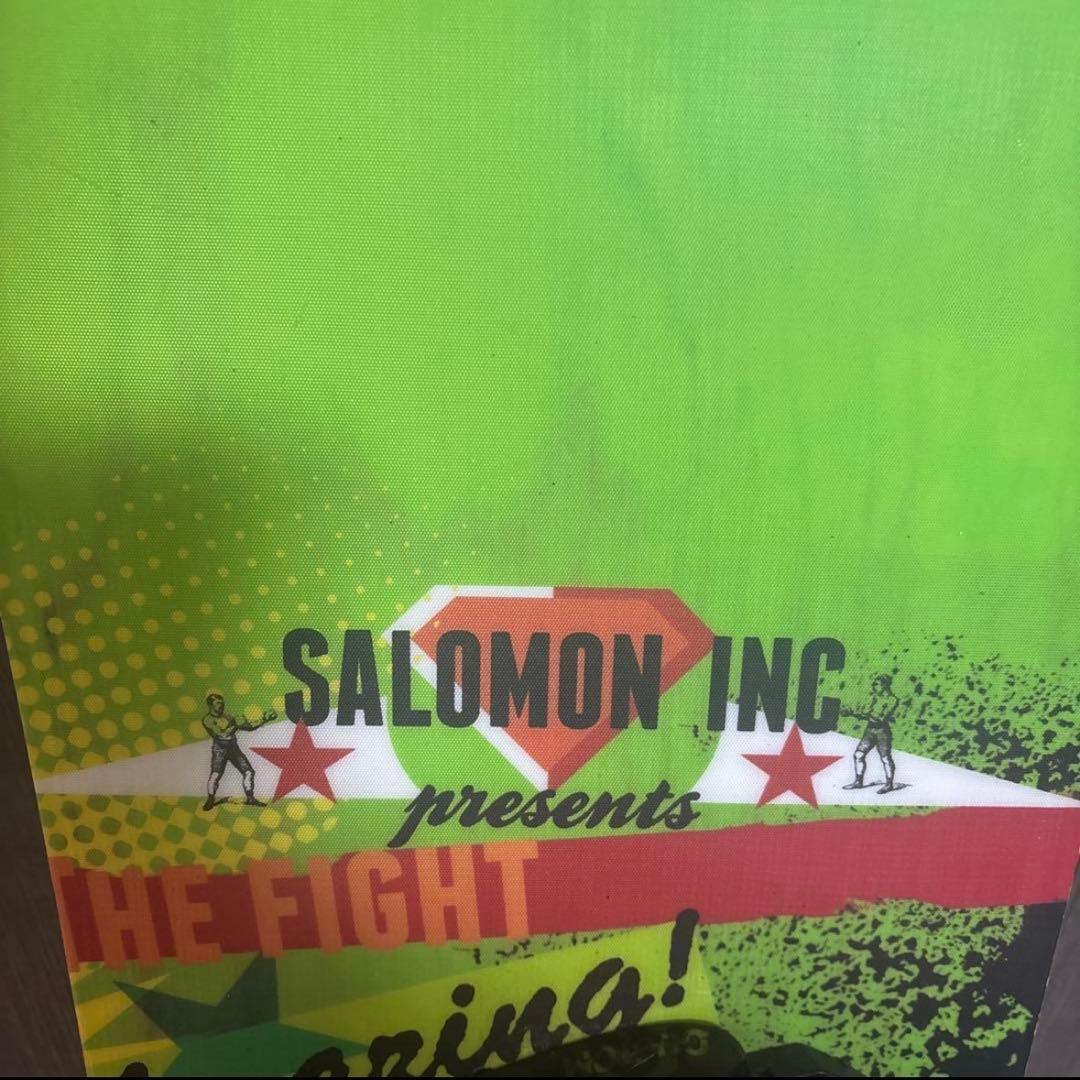 SALOMON INC
presents
THE FIGHT